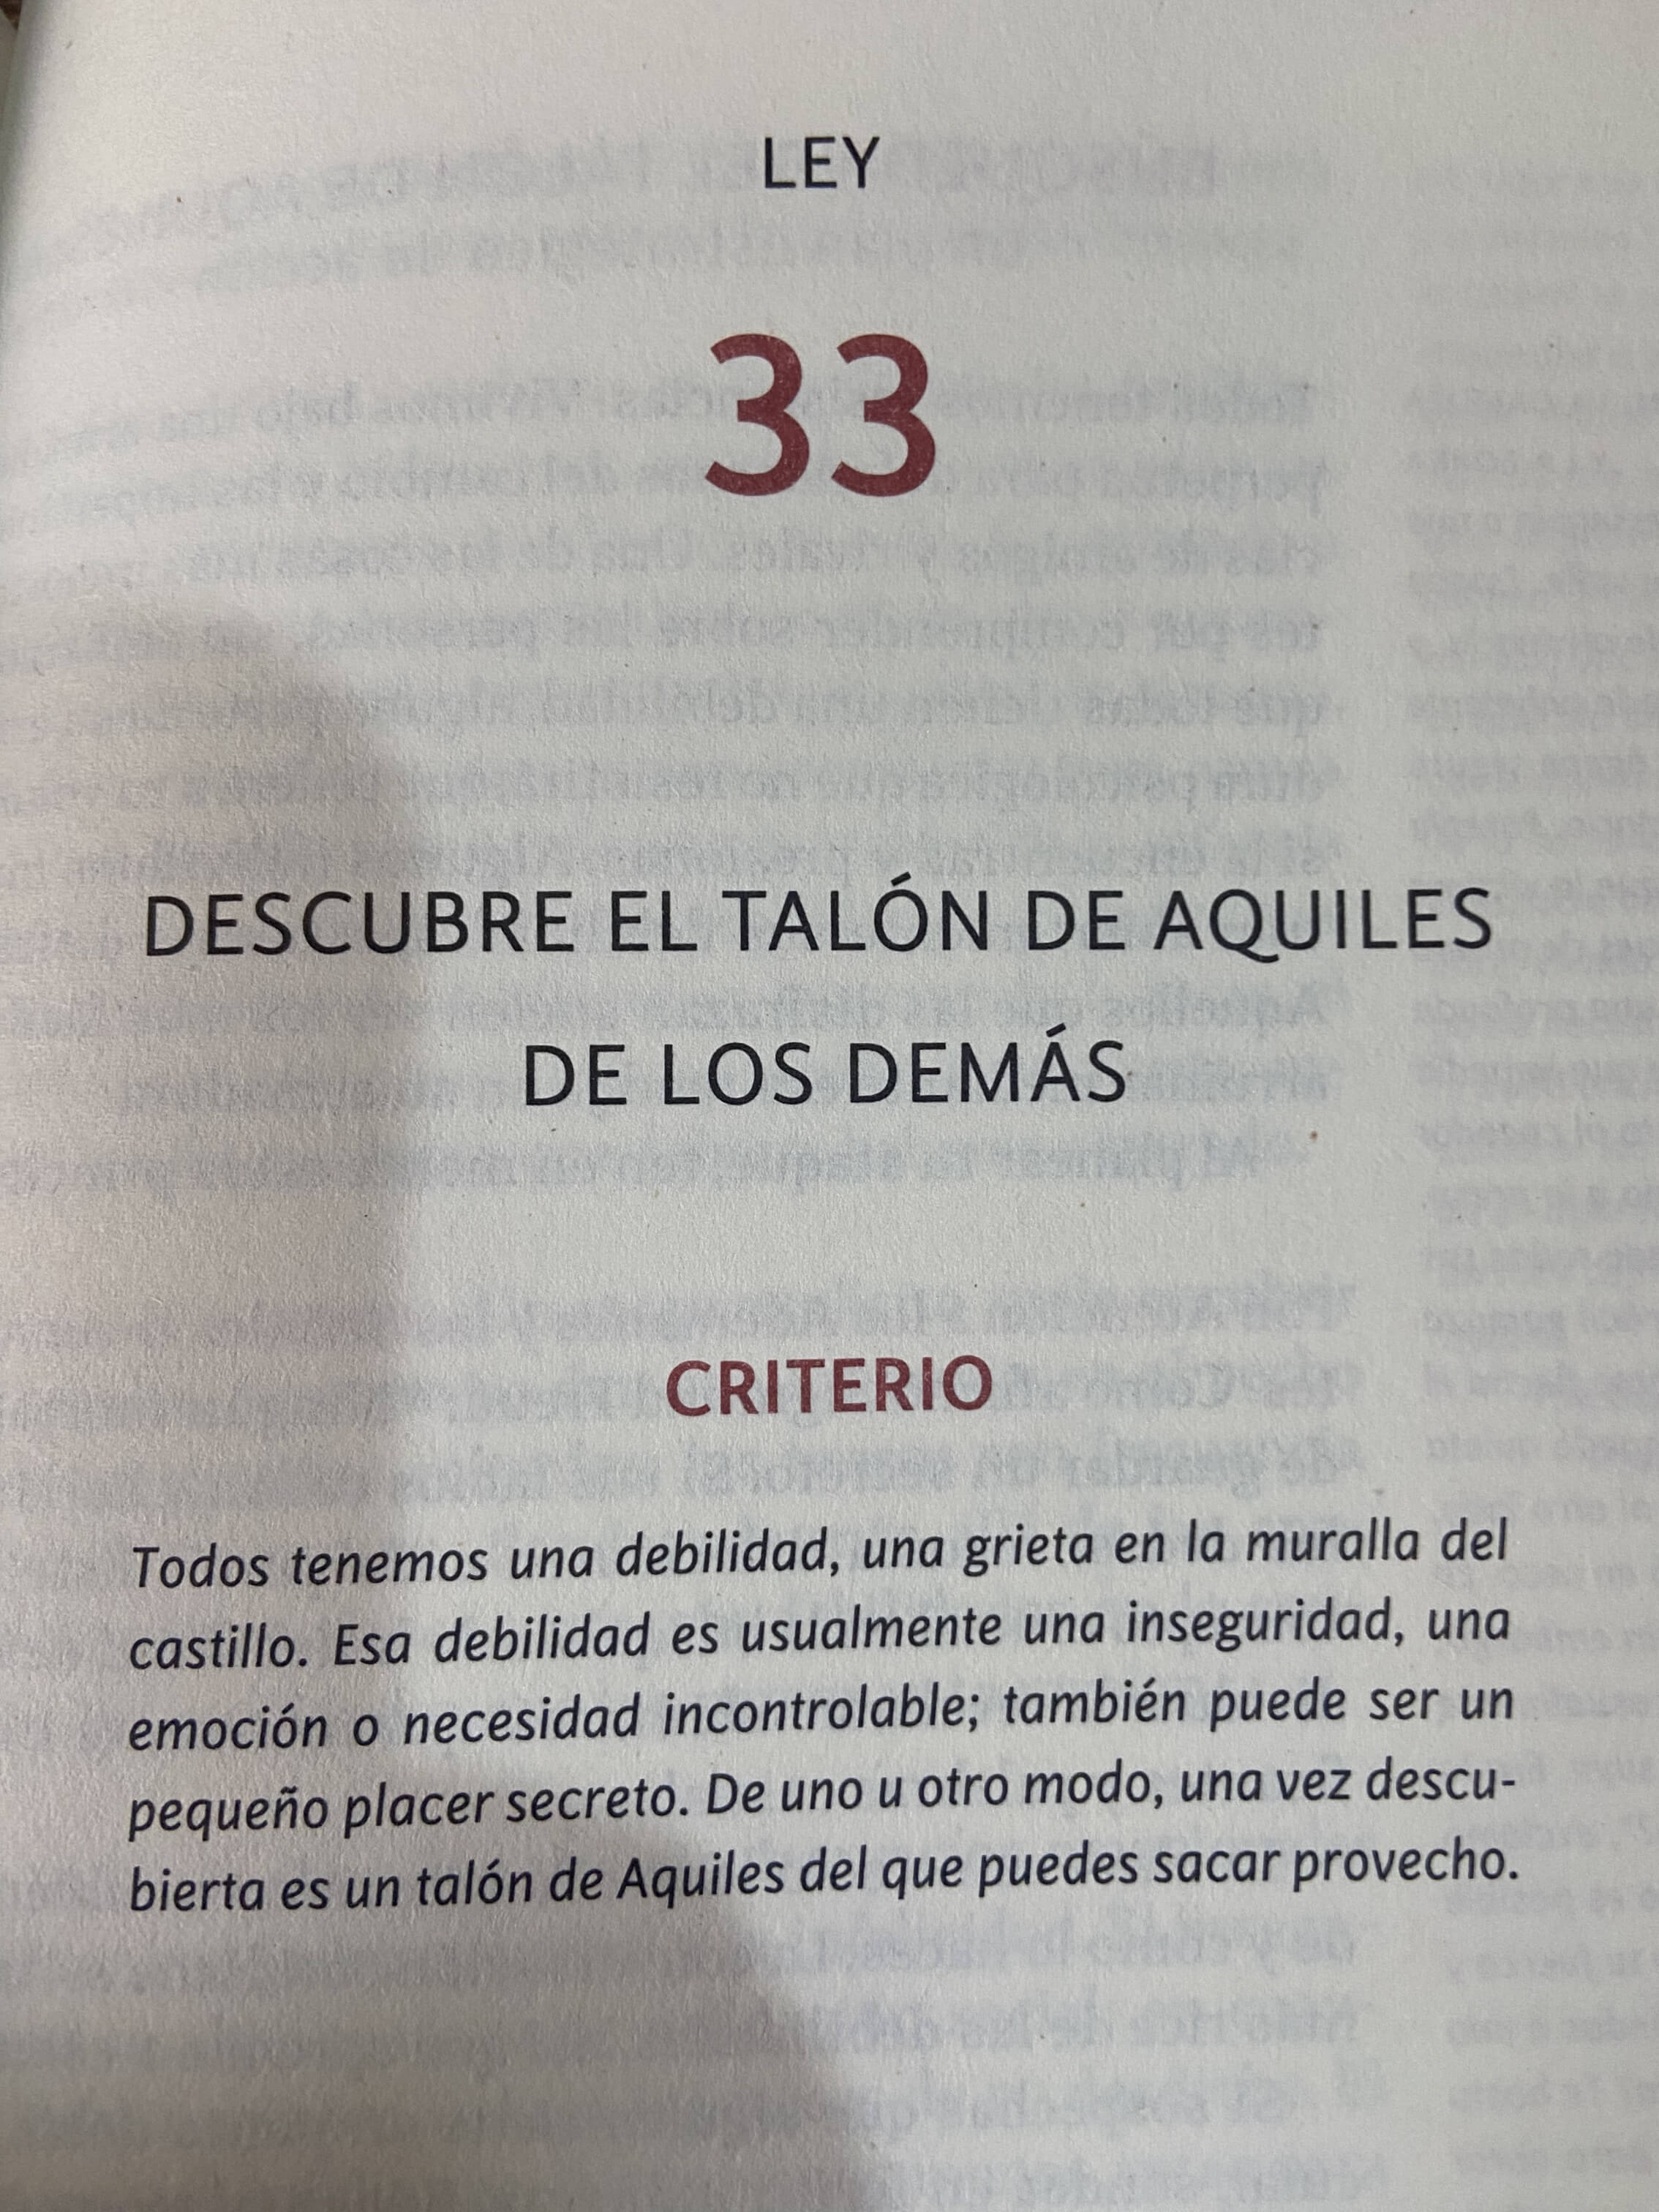 LEY
33
DESCUBRE EL TALÓN DE AQUILES
DE LOS DEMÁS
CRITERIO
Todos tenemos una debilidad, una grieta en la muralla del
castillo. Esa debilidad es usualmente una inseguridad, una
emoción o necesidad incontrolable; también puede ser un
pequeño placer secreto. De uno u otro modo, una vez descu-
bierta es un talón de Aquiles del que puedes sacar provecho.